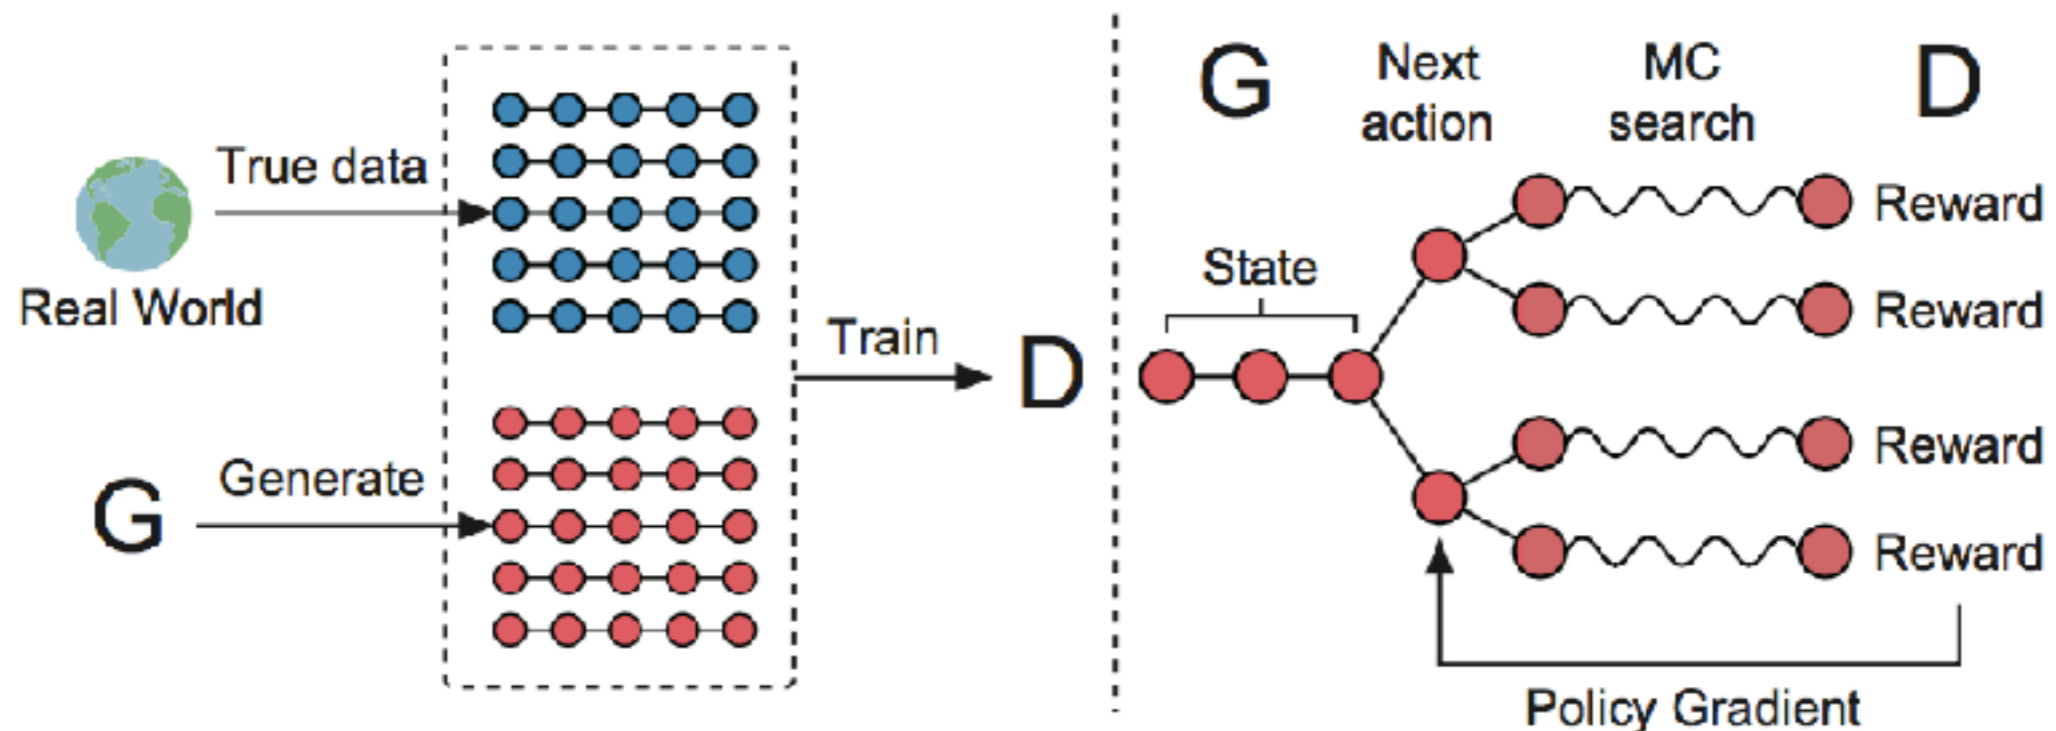 True data
Real World
Generate
G
Train
D
G
Next
action
MC
search
D
State
Reward
Reward
Reward
Reward
Policy Gradient